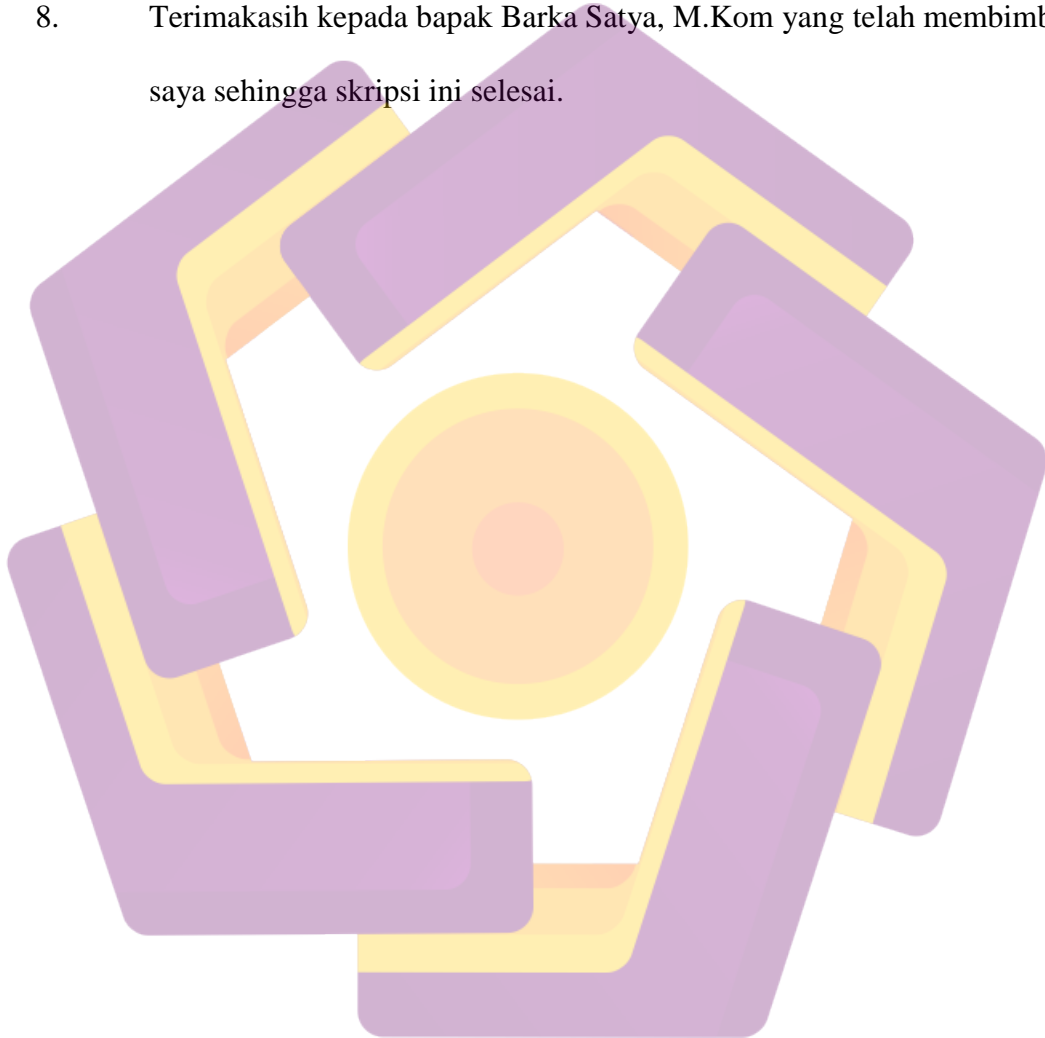 8. Terimakasih kepada bapak Barka Satya, M.Kom yang telah membimb
saya sehingga skripsi ini selesai.